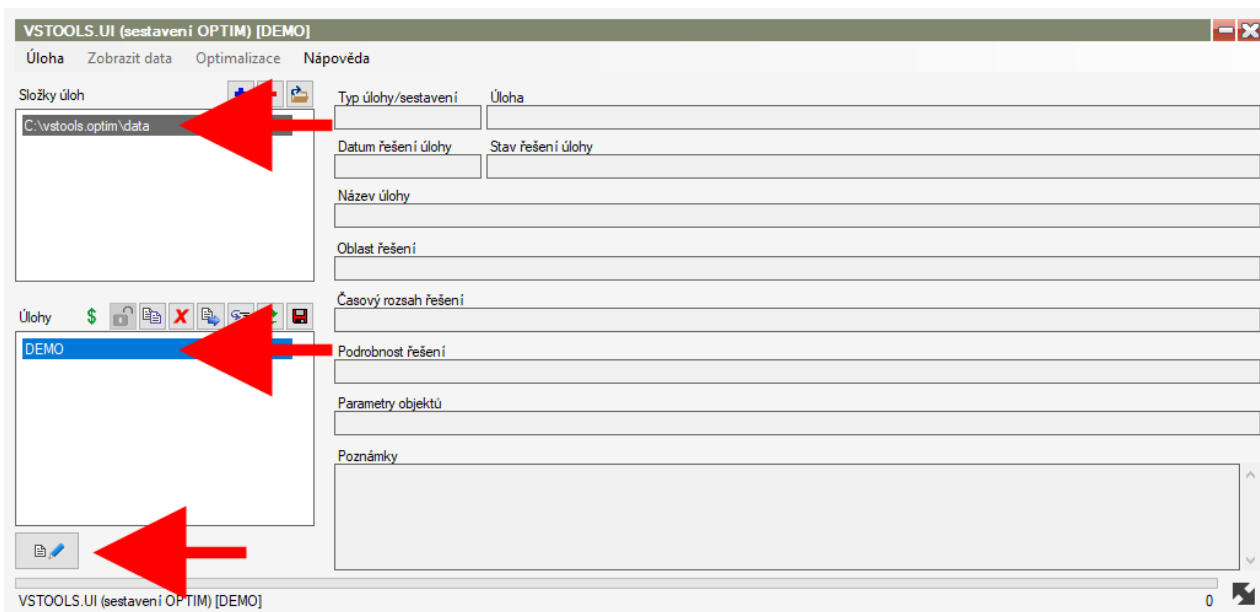 VSTOOLS.UI (sestavení OPTIM) [DEMO]
Úloha Zobrazit data Optimalizace Nápověda
Složky úloh
C:\vstools.optim\data
Úlohy $
DEMO
Typ úlohy/sestavení Úloha
Datum řešení úlohy Stav řešení úlohy
Název úlohy
Oblast řešení
Časový rozsah řešení
Podrobnost řešení
Parametry objektů
Poznámky
VSTOOLS.UI (sestavení OPTIM) [DEMO] 0